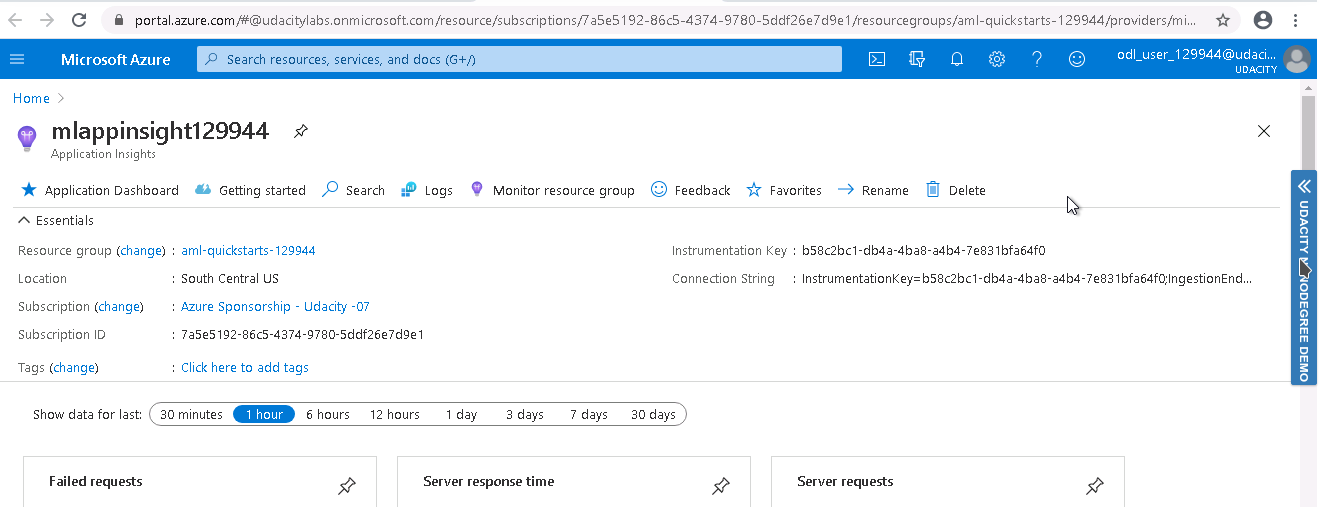 portal.azure.com/#@udacitylabs.onmicrosoft.com/resource/subscriptions/7a5e5192-86c5-4374-9780-5ddf26e7d9e1/resourcegroups/aml-quickstarts-129944/providers/mi...
Microsoft Azure
Search resources, services, and docs (G+/)
odl_user_129944@udaci...
UDACITY
Home
mlappinsight129944
Application Insights
Application Dashboard Getting started Search Logs Monitor resource group Feedback Favorites Rename Delete
Essentials
Resource group (change) : aml-quickstarts-129944
Location : South Central US
Subscription (change) : Azure Sponsorship - Udacity -07
Subscription ID : 7a5e5192-86c5-4374-9780-5ddf26e7d9e1
Tags (change) : Click here to add tags
Instrumentation Key : b58c2bc1-db4a-4ba8-a4b4-7e831bfa64f0
Connection String : InstrumentationKey=b58c2bc1-db4a-4ba8-a4b4-7e831bfa64f0;IngestionEnd...
Show data for last: 30 minutes 1 hour 6 hours 12 hours 1 day 3 days 7 days 30 days
Failed requests
Server response time
Server requests
UDACITY DEMO